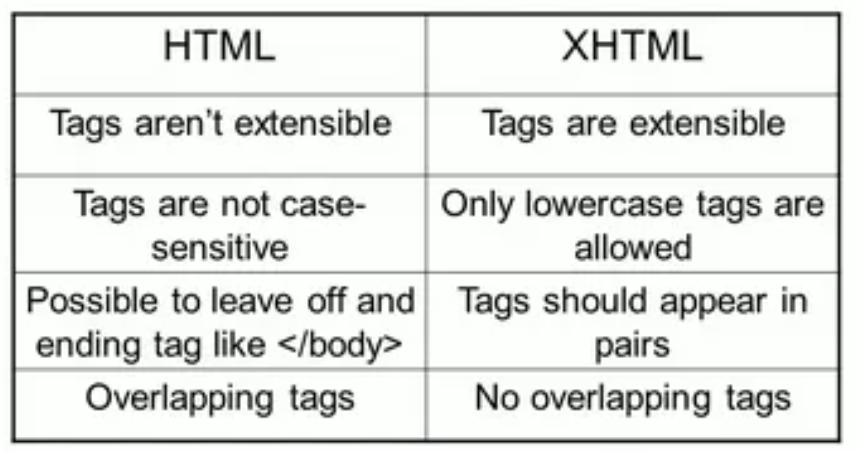 HTML XHTML
Tags aren't extensible Tags are extensible
Tags are not case- Only lowercase tags are
sensitive allowed
Possible to leave off and Tags should appear in
ending tag like </body> pairs
Overlapping tags No overlapping tags